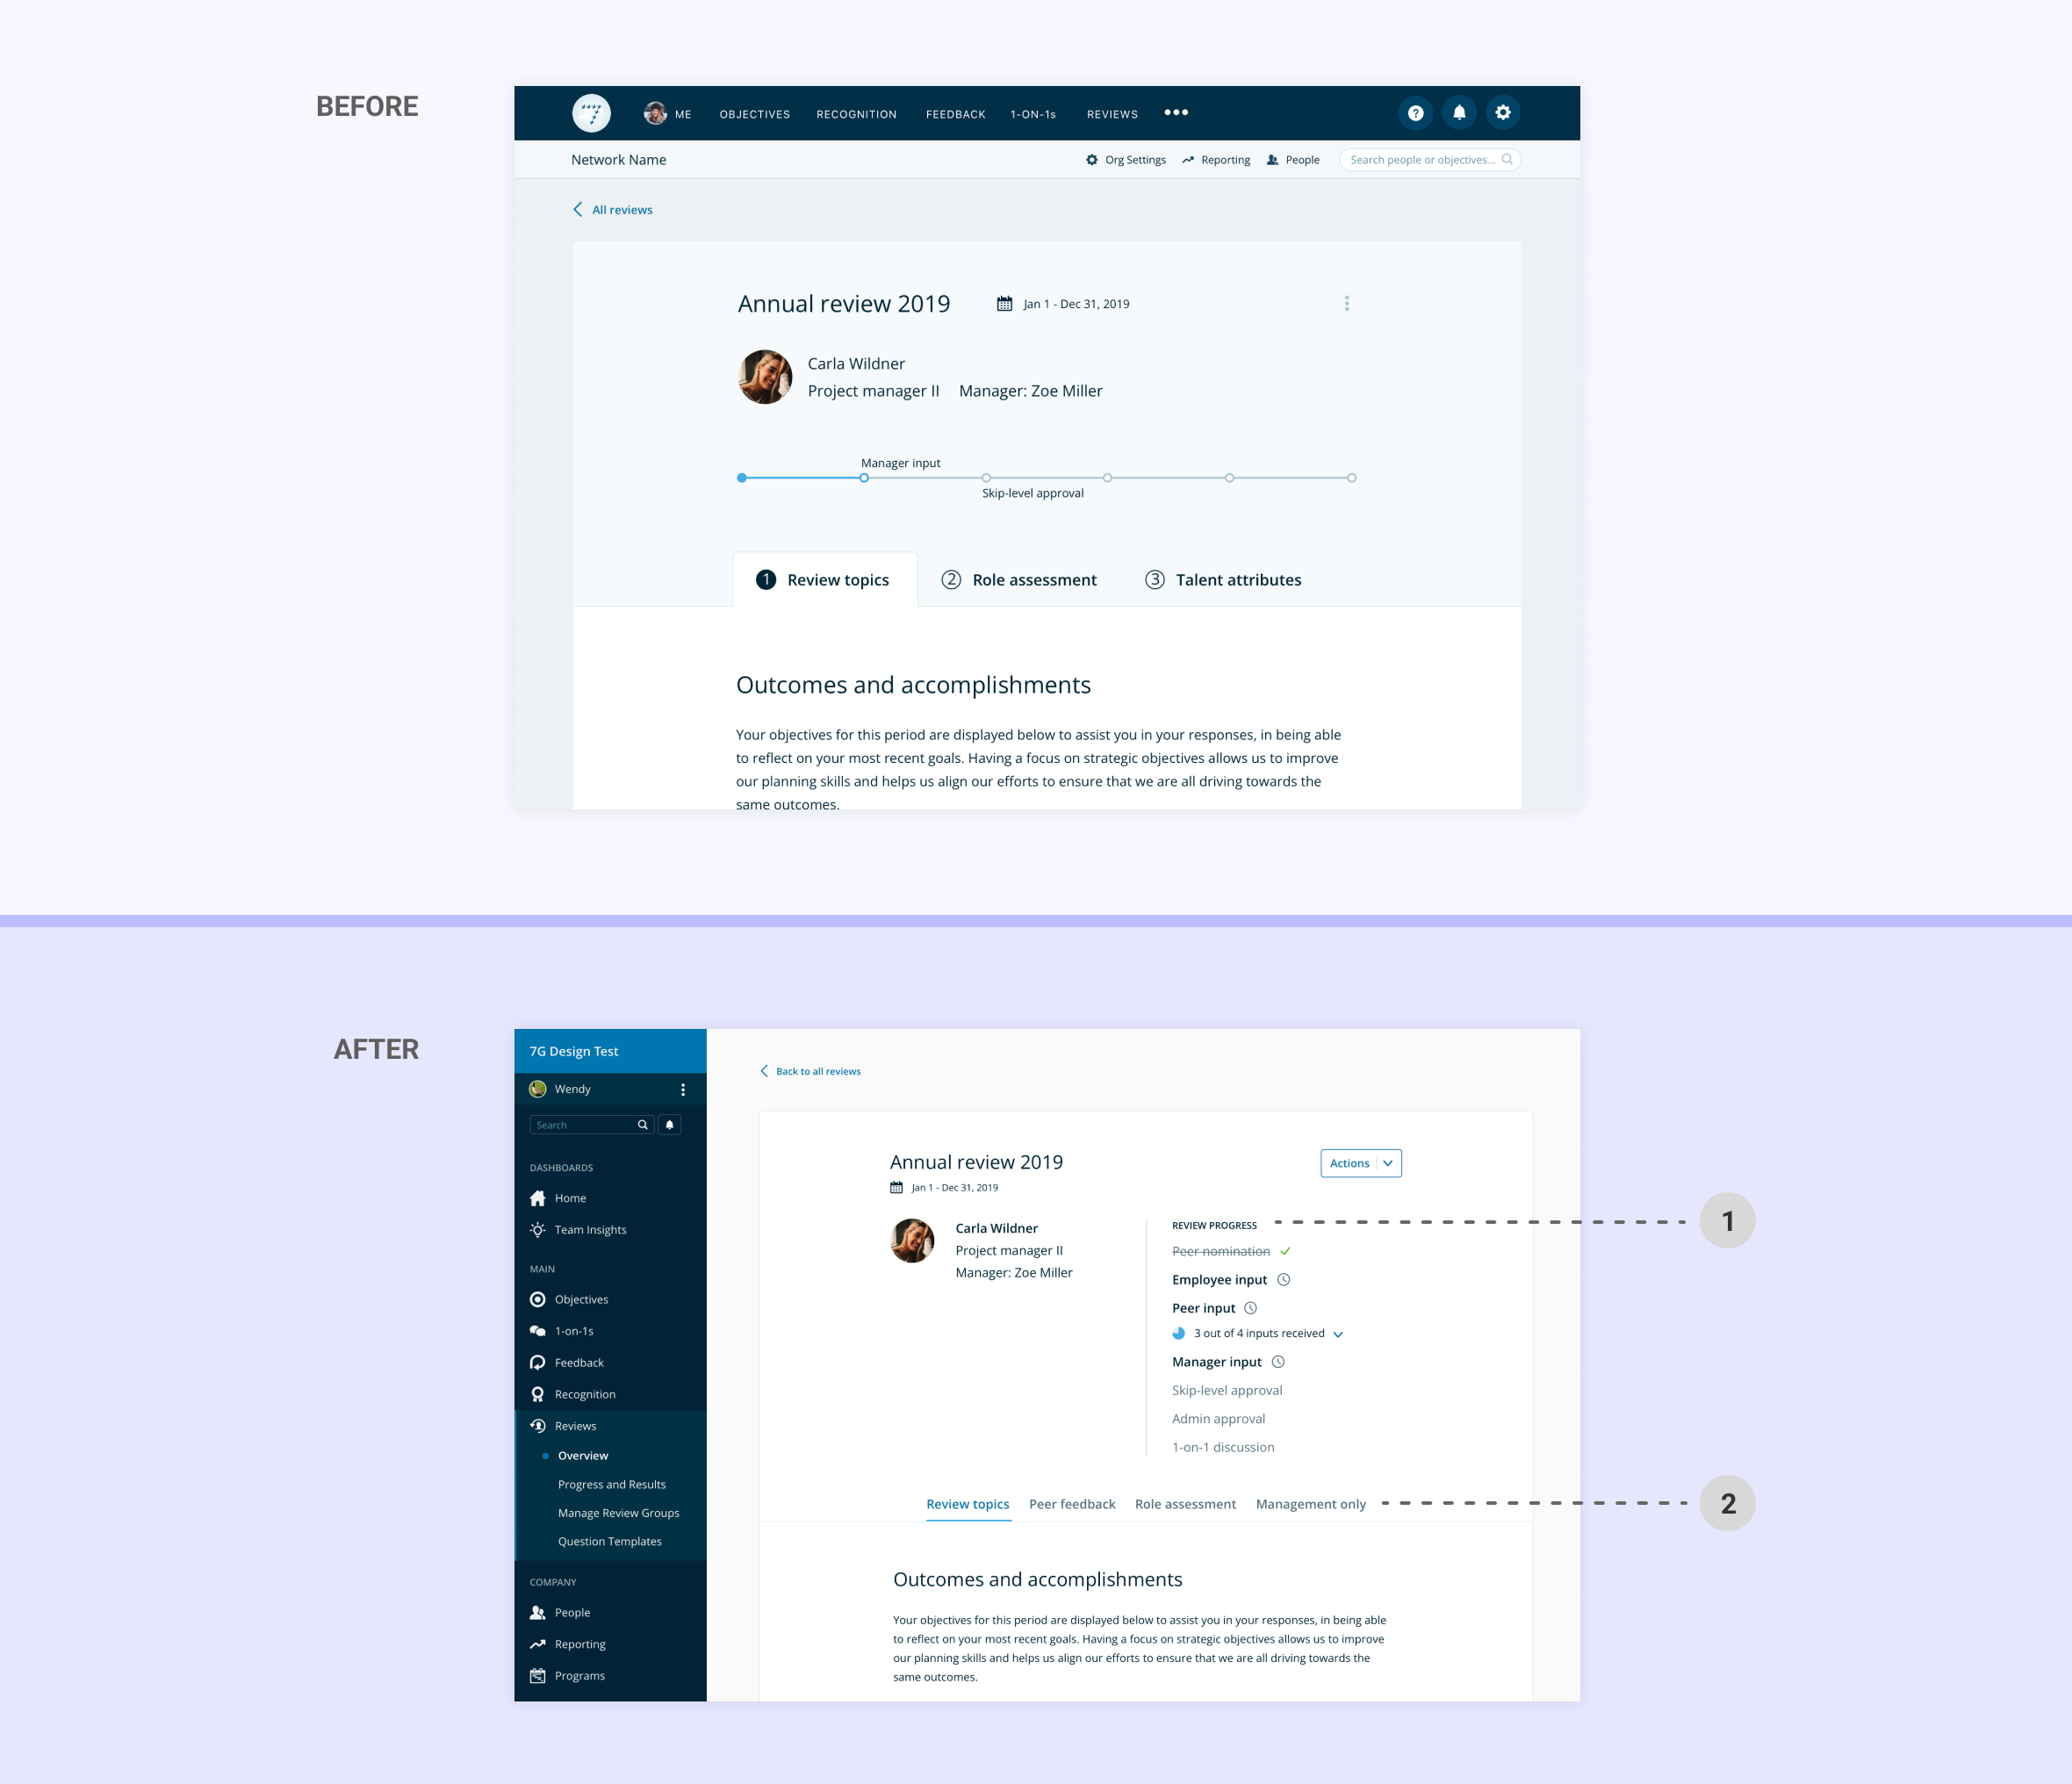 BEFORE
ME OBJECTIVES RECOGNITION FEEDBACK 1-ON-1s REVIEWS
Network Name Org Settings Reporting People Search people or objectives...
All reviews
Annual review 2019 Jan 1 - Dec 31, 2019
Carla Wildner
Project manager II Manager: Zoe Miller
Manager input
Skip-level approval
1 Review topics 2 Role assessment 3 Talent attributes
Outcomes and accomplishments
Your objectives for this period are displayed below to assist you in your responses, in being able
to reflect on your most recent goals. Having a focus on strategic objectives allows us to improve
our planning skills and helps us align our efforts to ensure that we are all driving towards the
same outcomes.
AFTER
7G Design Test
Wendy
Search
DASHBOARDS
Home
Team Insights
MAIN
Objectives
1-on-1s
Feedback
Recognition
Reviews
Overview
Progress and Results
Manage Review Groups
Question Templates
COMPANY
People
Reporting
Programs
Back to all reviews
Annual review 2019
Actions
Jan 1 - Dec 31, 2019
Carla Wildner
Project manager II
Manager: Zoe Miller
REVIEW PROGRESS
1
Peer nomination
Employee input
Peer input
3 out of 4 inputs received
Manager input
Skip-level approval
Admin approval
1-on-1 discussion
Review topics Peer feedback Role assessment Management only
2
Outcomes and accomplishments
Your objectives for this period are displayed below to assist you in your responses, in being able
to reflect on your most recent goals. Having a focus on strategic objectives allows us to improve
our planning skills and helps us align our efforts to ensure that we are all driving towards the
same outcomes.